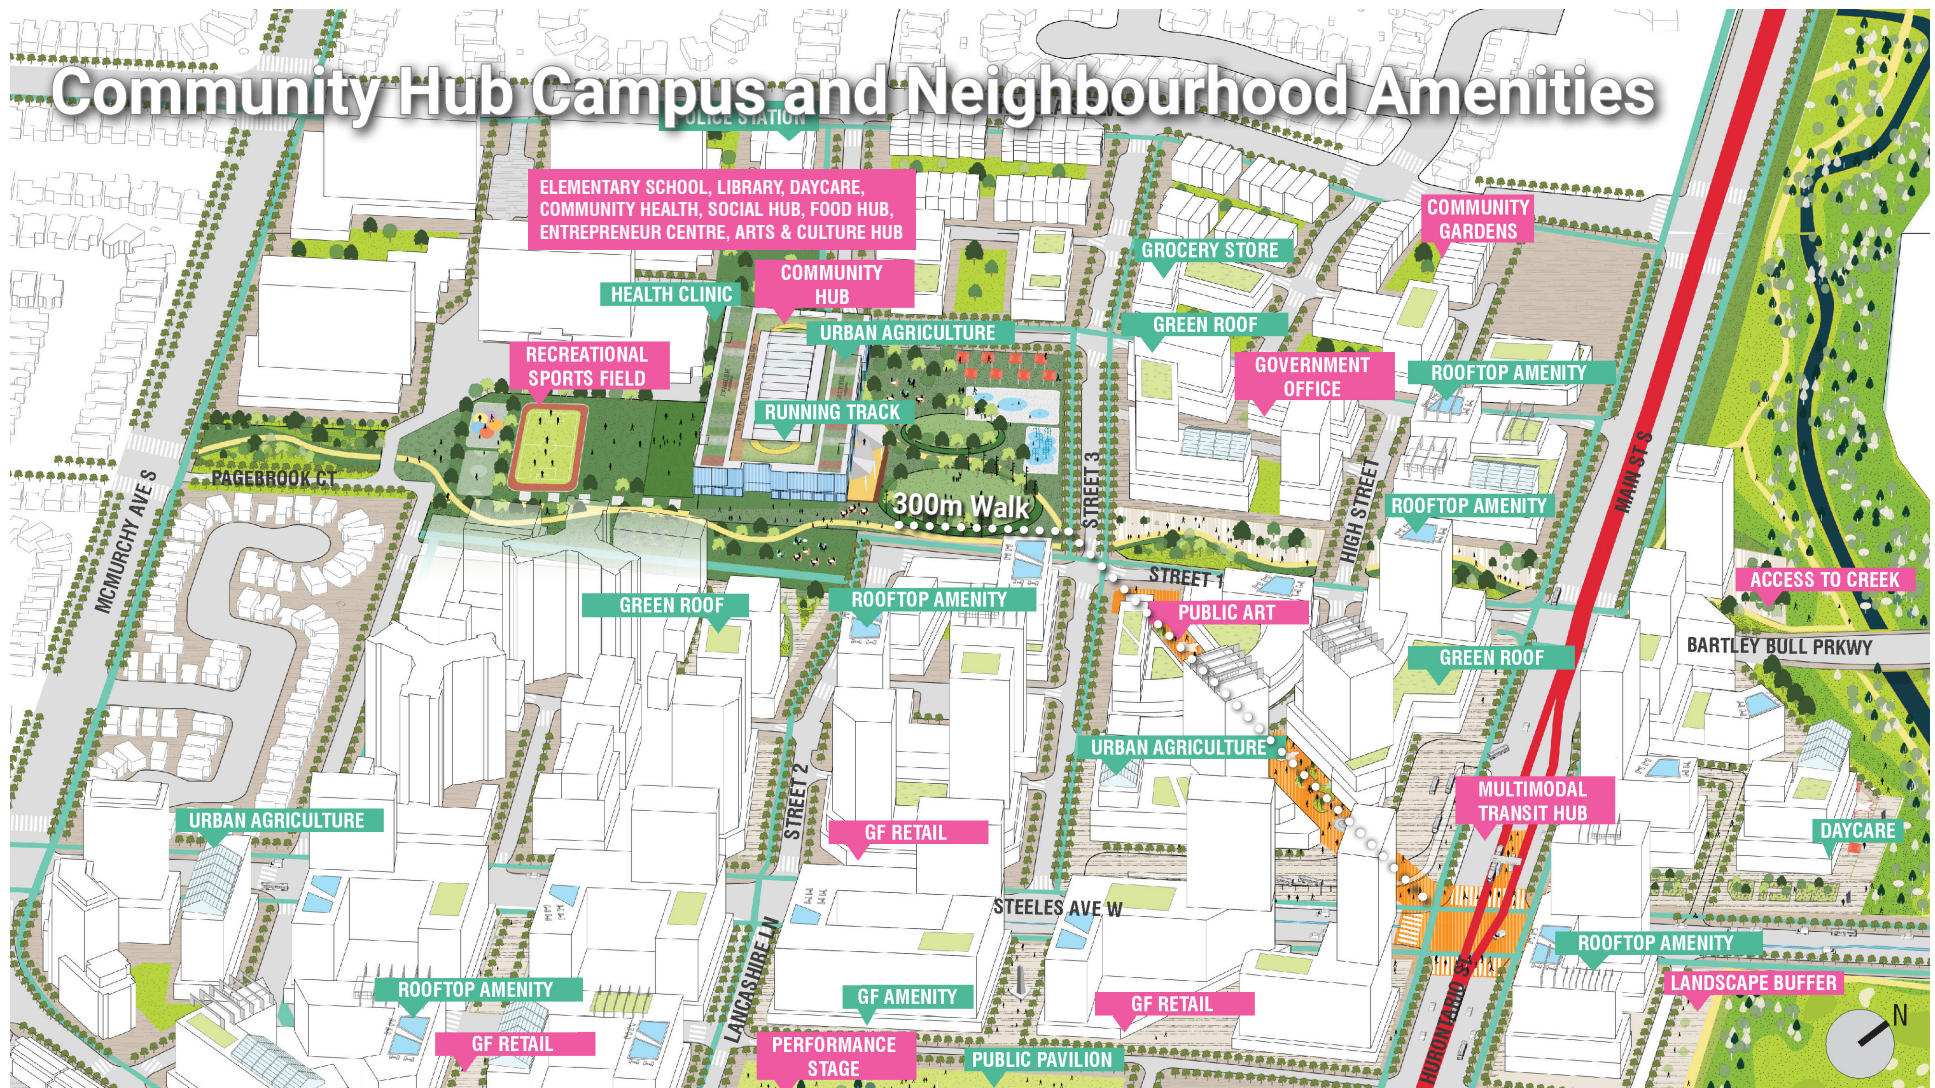 Community Hub Campus and Neighbourhood Amenities
POLICE STATION
ELEMENTARY SCHOOL, LIBRARY, DAYCARE,
COMMUNITY HEALTH, SOCIAL HUB, FOOD HUB,
ENTREPRENEUR CENTRE, ARTS & CULTURE HUB
COMMUNITY
GARDENS
GROCERY STORE
COMMUNITY
HUB
HEALTH CLINIC
URBAN AGRICULTURE
GREEN ROOF
RECREATIONAL
SPORTS FIELD
GOVERNMENT
OFFICE
ROOFTOP AMENITY
RUNNING TRACK
MAIN ST S
PAGEBROOK CT
MCMURCHY AVE S
STREET 3
HIGH STREET
300m Walk
ROOFTOP AMENITY
STREET 1
ACCESS TO CREEK
GREEN ROOF
ROOFTOP AMENITY
PUBLIC ART
BARTLEY BULL PRKWY
GREEN ROOF
URBAN AGRICULTURE
STREET 2
MULTIMODAL
TRANSIT HUB
URBAN AGRICULTURE
GF RETAIL
DAYCARE
STEELES AVE W
LANCASHIRE LN
ROOFTOP AMENITY
HURONTARIO ST
LANDSCAPE BUFFER
ROOFTOP AMENITY
GF AMENITY
GF RETAIL
N
GF RETAIL
PERFORMANCE
STAGE
PUBLIC PAVILION